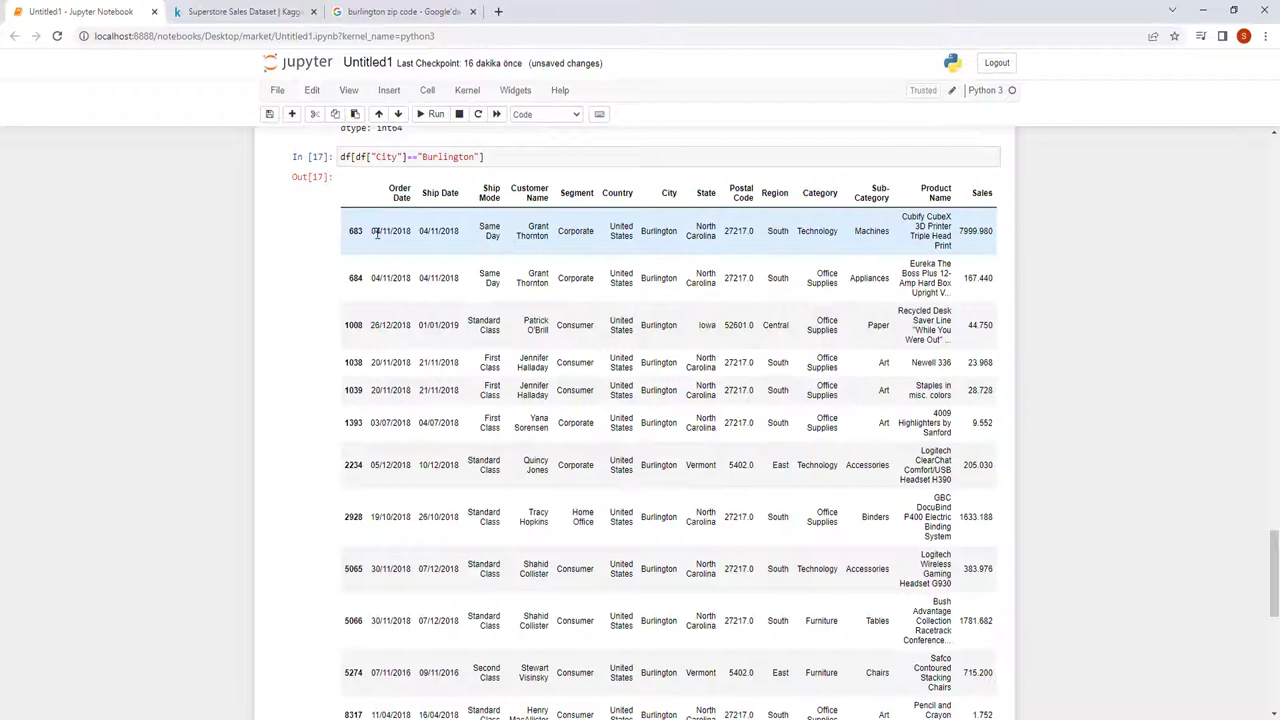 Untitled1 - Jupyter Notebook
Superstore Sales Dataset | Kagg
burlington zip code - Google'da
localhost:8888/notebooks/Desktop/market/Untitled1.ipynb?kernel_name=python3
S
jupyter Untitled1 Last Checkpoint: 16 dakika önce (unsaved changes)
Logout
File Edit View Insert Cell Kernel Widgets Help
Trusted Python 3
Run Code
dtype: int64
In [17]: df[df["City"]=="Burlington"]
Out[17]:
Order Date Ship Date Ship Mode Customer Name Segment Country City State Postal Code Region Category Sub-Category Product Name Sales
683 04/11/2018 04/11/2018 Same Day Grant Thornton Corporate United States Burlington North Carolina 27217.0 South Technology Machines Cubify CubeX 3D Printer Triple Head Print 7999.980
684 04/11/2018 04/11/2018 Same Day Grant Thornton Corporate United States Burlington North Carolina 27217.0 South Office Supplies Appliances Eureka The Boss Plus 12-Amp Hard Box Upright V... 167.440
1008 26/12/2018 01/01/2019 Standard Class Patrick O'Brill Consumer United States Burlington Iowa 52601.0 Central Office Supplies Paper Recycled Desk Saver Line "While You Were Out" ... 44.750
1038 20/11/2018 21/11/2018 First Class Jennifer Halladay Consumer United States Burlington North Carolina 27217.0 South Office Supplies Art Newell 336 23.968
1039 20/11/2018 21/11/2018 First Class Jennifer Halladay Consumer United States Burlington North Carolina 27217.0 South Office Supplies Art Staples in misc. colors 28.728
1393 03/07/2018 04/07/2018 First Class Yana Sorensen Corporate United States Burlington North Carolina 27217.0 South Office Supplies Art 4009 Highlighters by Sanford 9.552
2234 05/12/2018 10/12/2018 Standard Class Quincy Jones Corporate United States Burlington Vermont 5402.0 East Technology Accessories Logitech ClearChat Comfort/USB Headset H390 205.030
2928 19/10/2018 26/10/2018 Standard Class Tracy Hopkins Home Office United States Burlington North Carolina 27217.0 South Office Supplies Binders GBC DocuBind P400 Electric Binding System 1633.188
5065 30/11/2018 07/12/2018 Standard Class Shahid Collister Consumer United States Burlington North Carolina 27217.0 South Technology Accessories Logitech Wireless Gaming Headset G930 383.976
5066 30/11/2018 07/12/2018 Standard Class Shahid Collister Consumer United States Burlington North Carolina 27217.0 South Furniture Tables Bush Advantage Collection Racetrack Conference... 1781.682
5274 07/11/2016 09/11/2016 Second Class Stewart Visinsky Consumer United States Burlington Vermont 5402.0 East Furniture Chairs Safco Contoured Stacking Chairs 715.200
8317 11/04/2018 16/04/2018 Standard Henry MacAllister Consumer United Burlington North 27217.0 South Office Art Pencil and Crayon 1.752